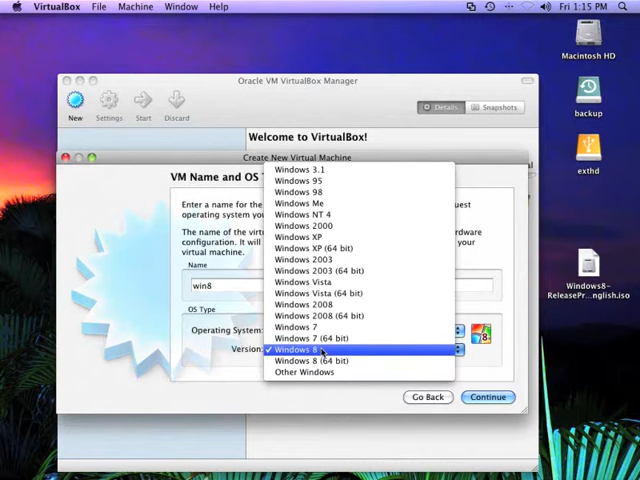 VirtualBox File Machine Window Help
Fri 1:15 PM
Macintosh HD
backup
exthd
Windows8-
ReleasePr...nglish.iso
Oracle VM VirtualBox Manager
New Settings Start Discard
Details Snapshots
Welcome to VirtualBox!
Create New Virtual Machine
VM Name and OS T
Enter a name for the
operating system you
The name of the virtu
configuration. It will
virtual machine.
uest
rdware
your
Name
win8
OS Type
Operating System:
Version:
Windows 3.1
Windows 95
Windows 98
Windows Me
Windows NT 4
Windows 2000
Windows XP
Windows XP (64 bit)
Windows 2003
Windows 2003 (64 bit)
Windows Vista
Windows Vista (64 bit)
Windows 2008
Windows 2008 (64 bit)
Windows 7
Windows 7 (64 bit)
✓ Windows 8
Windows 8 (64 bit)
Other Windows
8
Go Back Continue